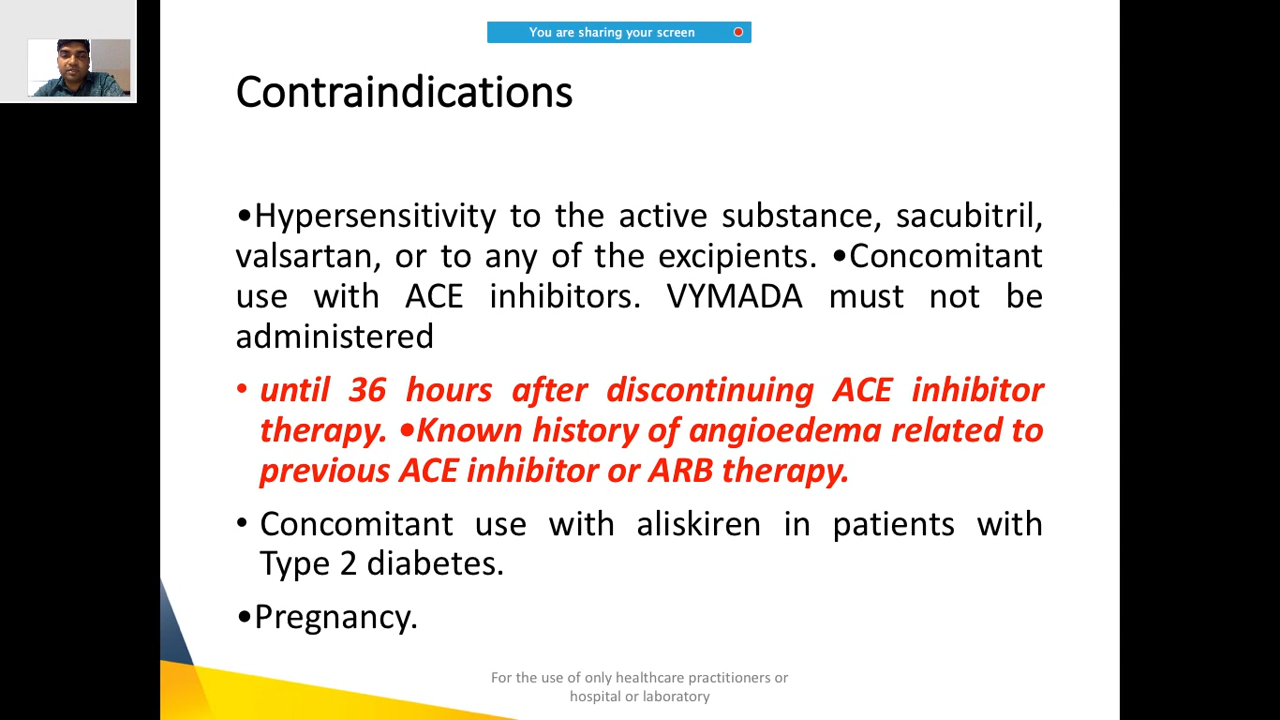 You are sharing your screen
Contraindications
•Hypersensitivity to the active substance, sacubitril,
valsartan, or to any of the excipients. •Concomitant
use with ACE inhibitors. VYMADA must not be
administered
• until 36 hours after discontinuing ACE inhibitor
therapy. •Known history of angioedema related to
previous ACE inhibitor or ARB therapy.
• Concomitant use with aliskiren in patients with
Type 2 diabetes.
•Pregnancy.
For the use of only healthcare practitioners or
hospital or laboratory